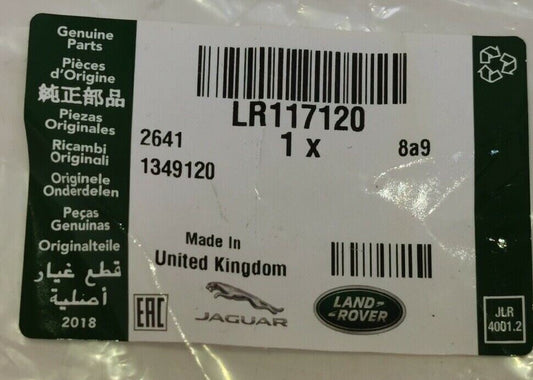 Genuine
Parts
Pièces
d'Origine
純正部品
Piezas
Originales
Ricambi
Originali
Originele
Onderdelen
Peças
Genuinas
Originalteile
قطع غيار
أصلية
2018
LR117120
1 x
2641
8a9
1349120
Made In
United Kingdom
EAC
JAGUAR
LAND-
-ROVER
JLR
4001.2